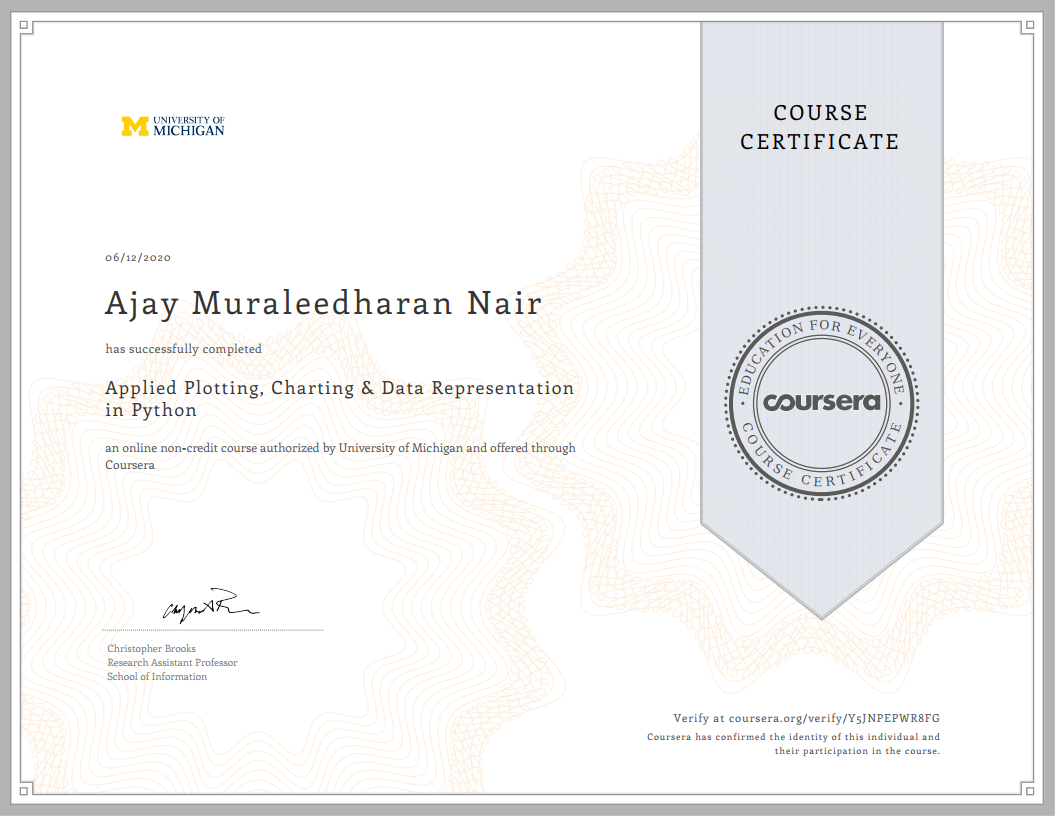 UNIVERSITY OF
MICHIGAN
COURSE
CERTIFICATE
06/12/2020
Ajay Muraleedharan Nair
has successfully completed
Applied Plotting, Charting & Data Representation
in Python
an online non-credit course authorized by University of Michigan and offered through
Coursera
EDUCATION FOR EVERYONE
coursera
COURSE CERTIFICATE
Christopher Brooks
Research Assistant Professor
School of Information
Verify at coursera.org/verify/Y5JNPEPWR8FG
Coursera has confirmed the identity of this individual and
their participation in the course.